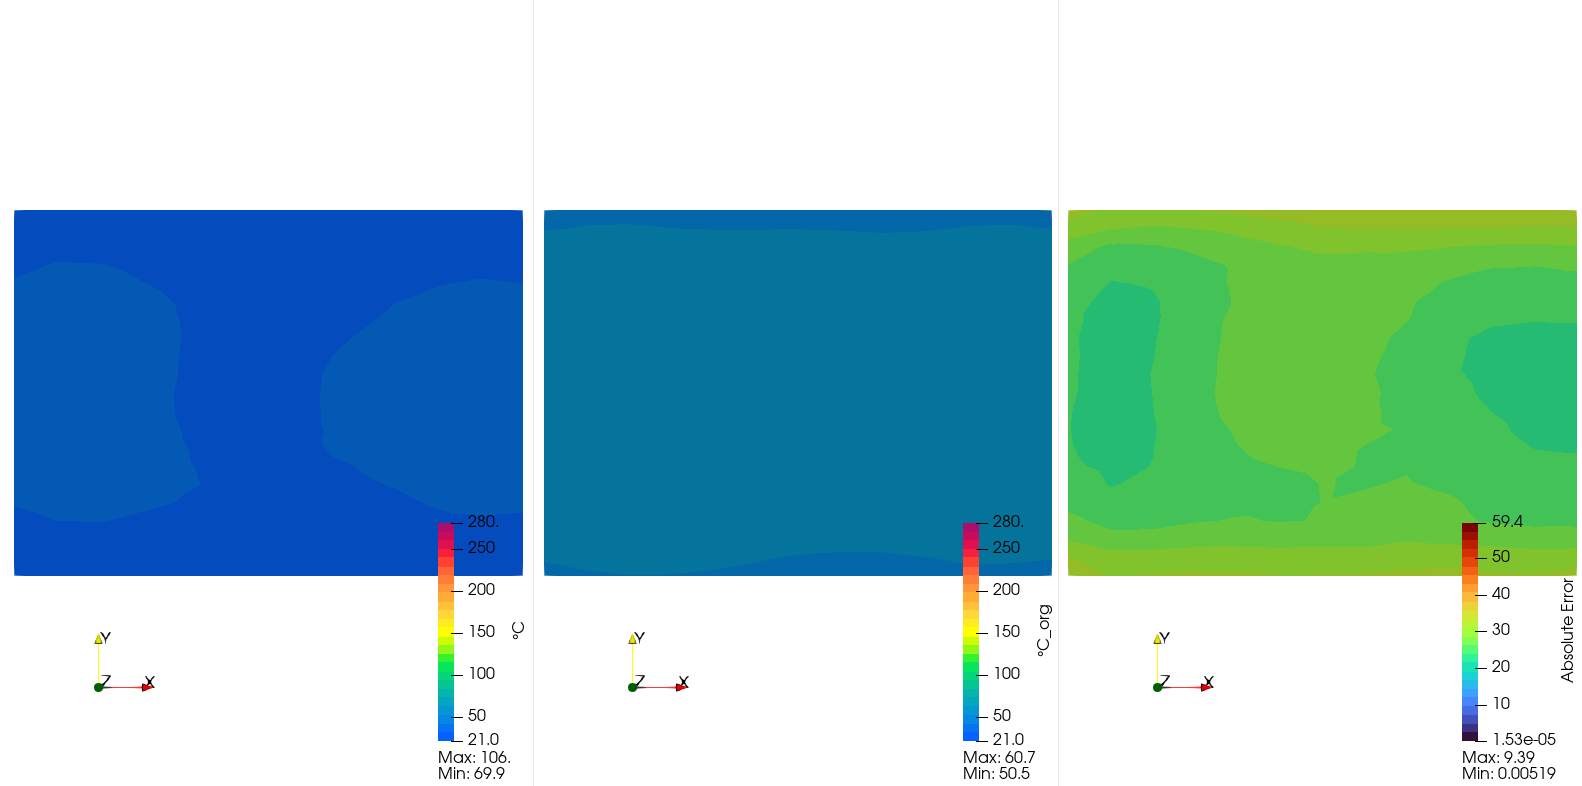 280.
250
200
150
100
50
21.0
°C
Max: 106.
Min: 69.9
Y
Z
X
280.
250
200
150
100
50
21.0
°C_org
Max: 60.7
Min: 50.5
Y
Z
X
59.4
50
40
30
20
10
1.53e-05
Absolute Error
Max: 9.39
Min: 0.00519
Y
Z
X